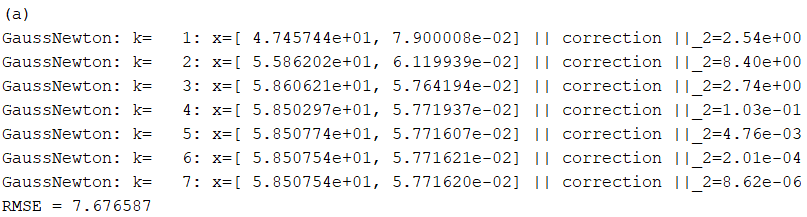 (a)
GaussNewton: k=   1: x=[ 4.745744e+01, 7.900008e-02] || correction ||_2=2.54e+00
GaussNewton: k=   2: x=[ 5.586202e+01, 6.119939e-02] || correction ||_2=8.40e+00
GaussNewton: k=   3: x=[ 5.860621e+01, 5.764194e-02] || correction ||_2=2.74e+00
GaussNewton: k=   4: x=[ 5.850297e+01, 5.771937e-02] || correction ||_2=1.03e-01
GaussNewton: k=   5: x=[ 5.850774e+01, 5.771607e-02] || correction ||_2=4.76e-03
GaussNewton: k=   6: x=[ 5.850754e+01, 5.771621e-02] || correction ||_2=2.01e-04
GaussNewton: k=   7: x=[ 5.850754e+01, 5.771620e-02] || correction ||_2=8.62e-06
RMSE = 7.676587